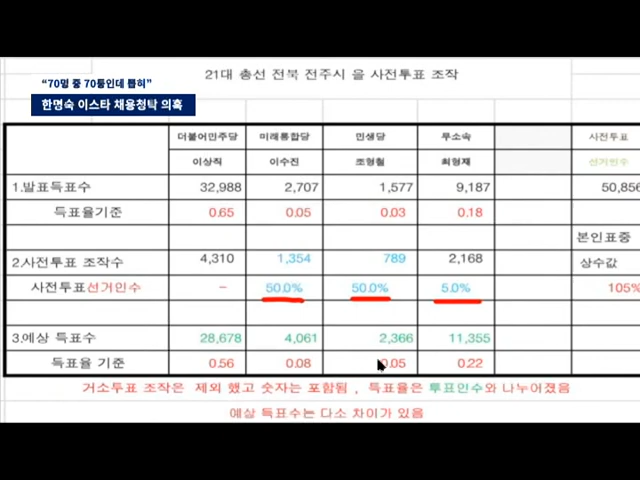 21대 총선 전북 전주시 을 사전투표 조작
“70명 중 70등인데 뽑혀”
한명숙 이스타 채용청탁 의혹
더불어민주당 미래통합당 민생당 무소속 사전투표
이상직 이수진 조형철 최형재 선거인수
1.발표득표수 32,988 2,707 1,577 9,187 50,856
득표율기준 0.65 0.05 0.03 0.18
본인표중
2.사전투표 조작수 4,310 1,354 789 2,168 상수값
사전투표선거인수 – 50.0% 50.0% 5.0% 105%
3.예상 득표수 28,678 4,061 2,366 11,355
득표율 기준 0.56 0.08 0.05 0.22
거소투표 조작은 제외 했고 숫자는 포함됨 , 득표율은 투표인수와 나누어졌음
예상 득표수는 다소 차이가 있음